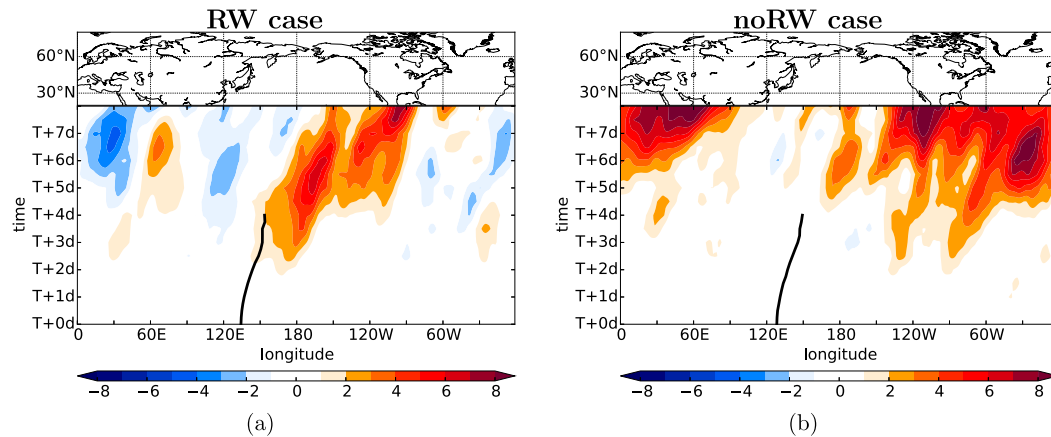 RW case
noRW case
60°N
30°N
60°N
30°N
T+7d
T+6d
T+5d
T+4d
T+3d
T+2d
T+1d
T+0d
time
T+7d
T+6d
T+5d
T+4d
T+3d
T+2d
T+1d
T+0d
time
0 60E 120E 180 120W 60W
longitude
0 60E 120E 180 120W 60W
longitude
−8 −6 −4 −2 0 2 4 6 8
−8 −6 −4 −2 0 2 4 6 8
(a)
(b)